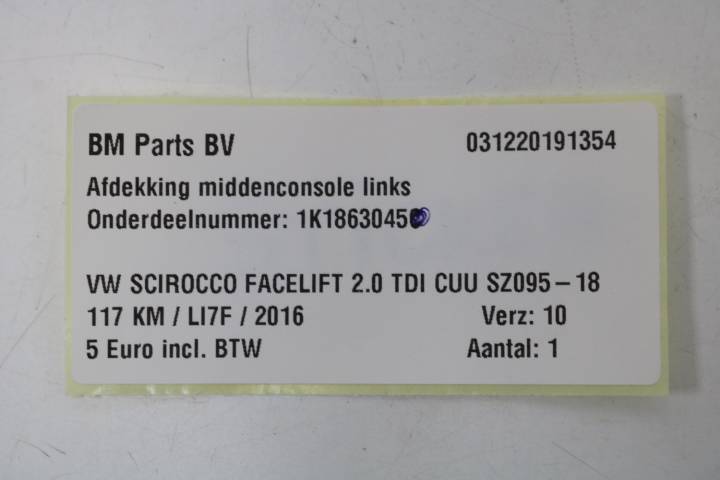 BM Parts BV 031220191354
Afdekking middenconsole links
Onderdeelnummer:
VW SCIROCCO FACELIFT 2.0 TDI CUU SZ095-18
117 KM / LI7F / 2016 Verz: 10
5 Euro incl. BTW Aantal: 1